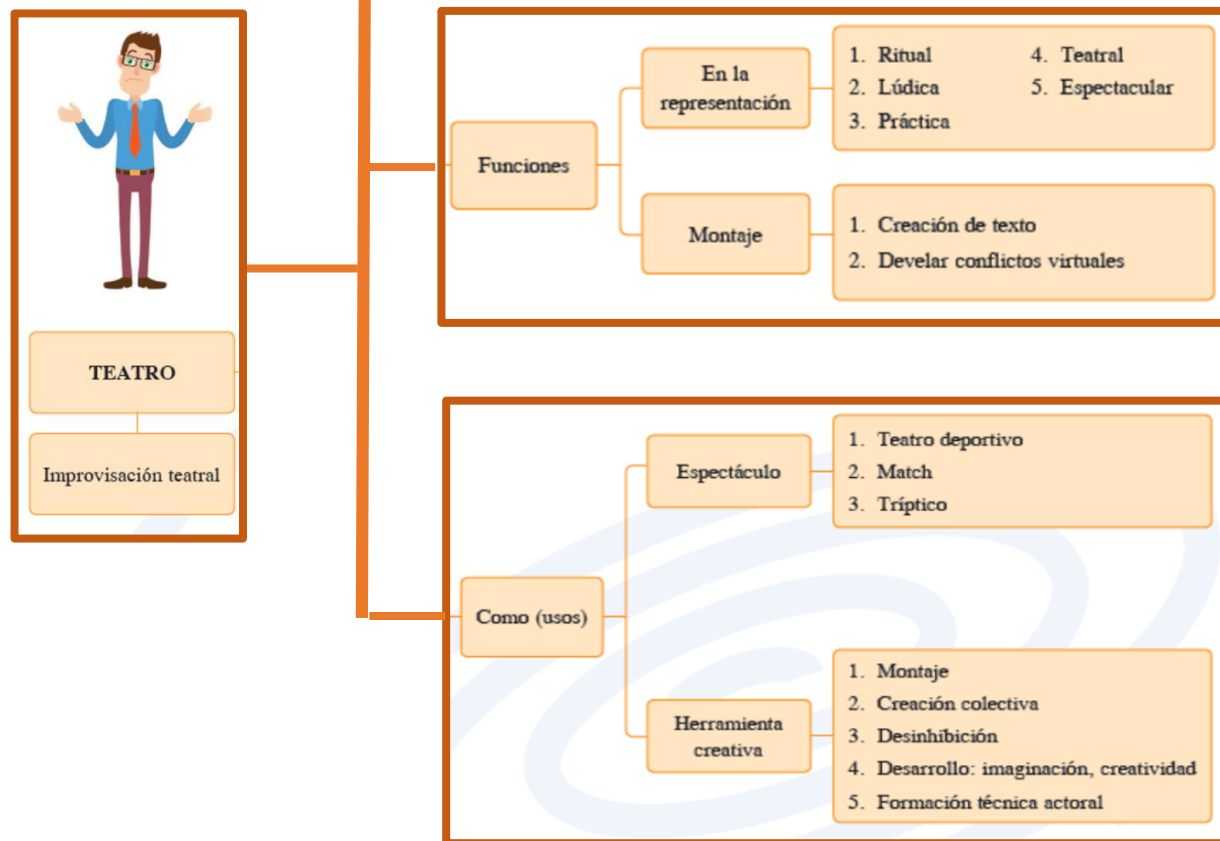 TEATRO
Improvisación teatral
Funciones
En la
representación
1. Ritual
2. Lúdica
3. Práctica
4. Teatral
5. Espectacular
Montaje
1. Creación de texto
2. Develar conflictos virtuales
Como (usos)
Espectáculo
1. Teatro deportivo
2. Match
3. Tríptico
Herramienta
creativa
1. Montaje
2. Creación colectiva
3. Desinhibición
4. Desarrollo: imaginación, creatividad
5. Formación técnica actoral